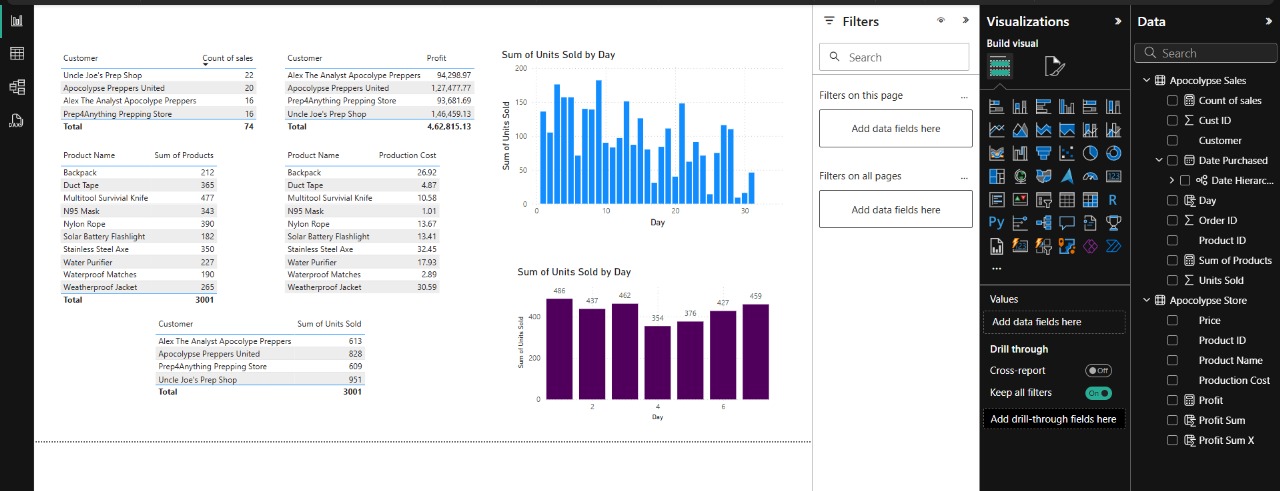 Customer Count of sales
Uncle Joe's Prep Shop 22
Apocolypse Preppers United 20
Alex The Analyst Apocolype Preppers 16
Prep4Anything Prepping Store 16
Total 74
Customer Profit
Alex The Analyst Apocolype Preppers 94,298.97
Apocolypse Preppers United 1,27,477.77
Prep4Anything Prepping Store 93,681.69
Uncle Joe's Prep Shop 1,46,459.13
Total 4,62,815.13
Product Name Sum of Products
Backpack 212
Duct Tape 365
Multitool Survivial Knife 477
N95 Mask 343
Nylon Rope 390
Solar Battery Flashlight 182
Stainless Steel Axe 350
Water Purifier 227
Waterproof Matches 190
Weatherproof Jacket 265
Total 3001
Product Name Production Cost
Backpack 26.92
Duct Tape 4.87
Multitool Survivial Knife 10.58
N95 Mask 1.01
Nylon Rope 13.67
Solar Battery Flashlight 13.41
Stainless Steel Axe 32.45
Water Purifier 17.93
Waterproof Matches 2.89
Weatherproof Jacket 30.59
Customer Sum of Units Sold
Alex The Analyst Apocolype Preppers 613
Apocolypse Preppers United 828
Prep4Anything Prepping Store 609
Uncle Joe's Prep Shop 951
Total 3001
Sum of Units Sold by Day
Sum of Units Sold
200
150
100
50
0
0 10 20 30
Day
Sum of Units Sold by Day
Sum of Units Sold
486 437 462 354 376 427 459
400
200
0
2 4 6
Day
Filters
Search
Filters on this page ...
Add data fields here
Filters on all pages ...
Add data fields here
Visualizations
Build visual
123
R
Py
...
Values
Add data fields here
Drill through
Cross-report Off
Keep all filters On
Add drill-through fields here
Data
Search
Apocolypse Sales
Count of sales
Cust ID
Customer
Date Purchased
Date Hierarc...
Day
Order ID
Product ID
Sum of Products
Units Sold
Apocolypse Store
Price
Product ID
Product Name
Production Cost
Profit
Profit Sum
Profit Sum X